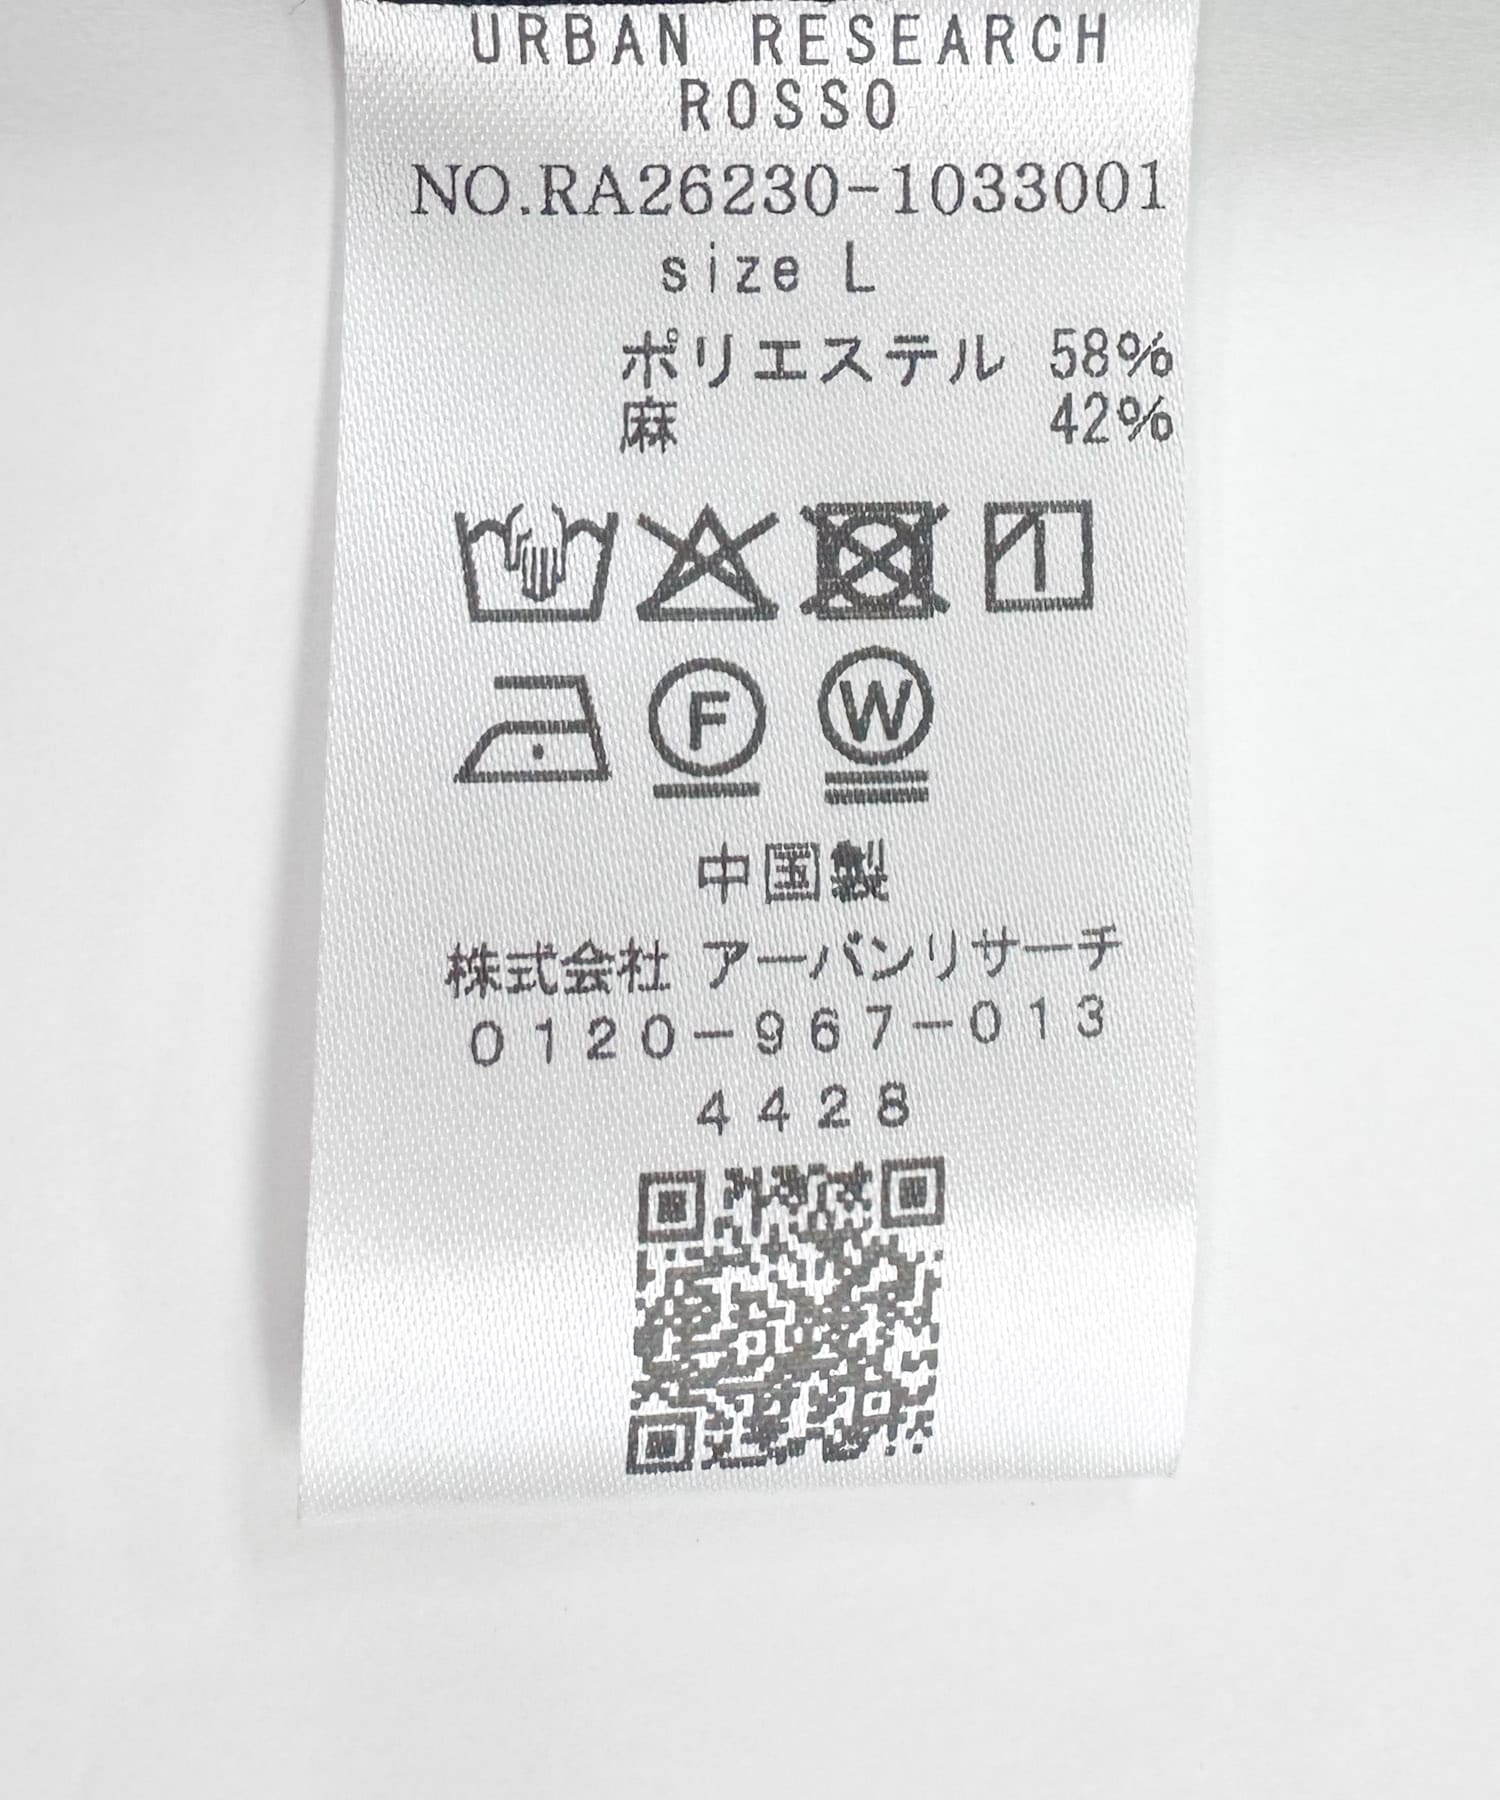 URBAN RESEARCH
ROSSO
NO.RA26230-1033001
size L
ポリエステル 58%
麻 42%
F W
中国製
株式会社 アーバンリサーチ
0120-967-013
4428